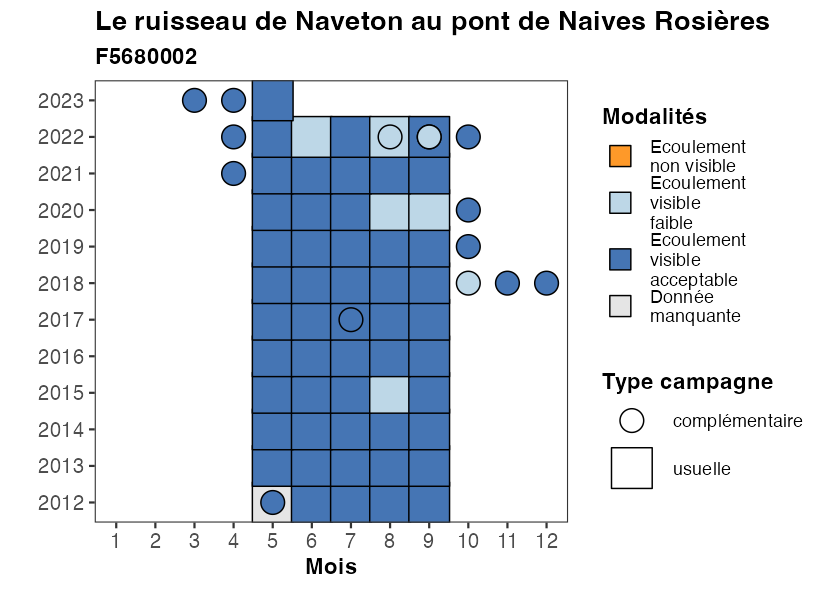 Le ruisseau de Naveton au pont de Naives Rosières
F5680002
2023
2022
2021
2020
2019
2018
2017
2016
2015
2014
2013
2012
1 2 3 4 5 6 7 8 9 10 11 12
Mois
Modalités
Ecoulement
non visible
Ecoulement
visible
faible
Ecoulement
visible
acceptable
Donnée
manquante
Type campagne
complémentaire
usuelle